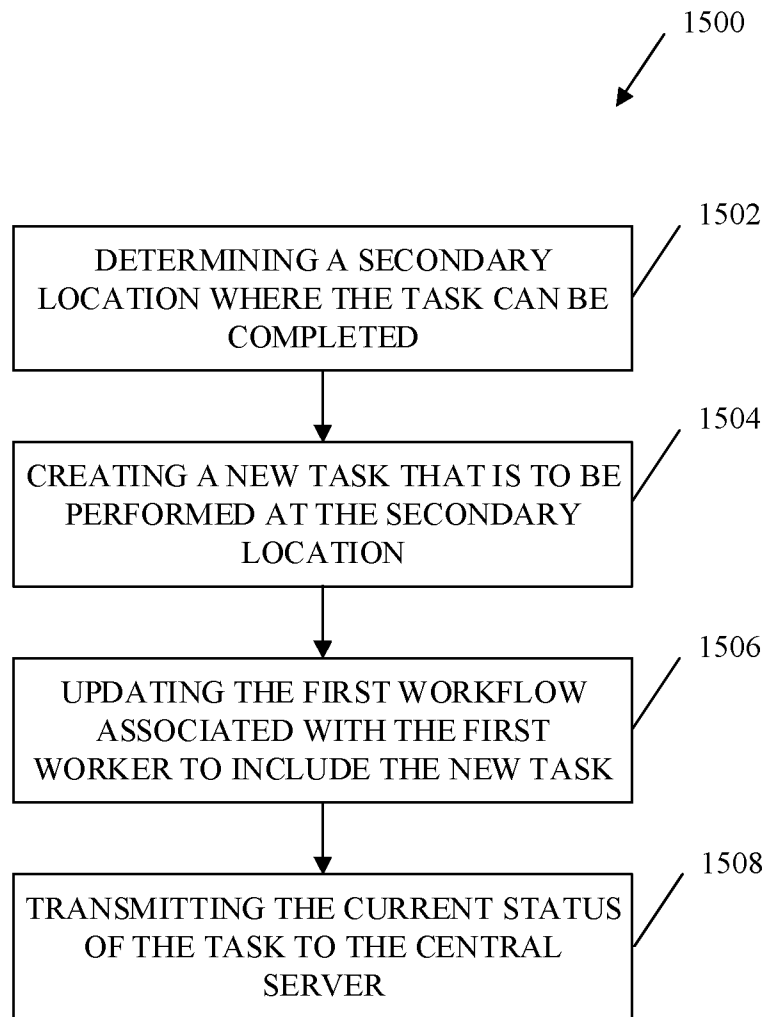 1500
1502
DETERMINING A SECONDARY
LOCATION WHERE THE TASK CAN BE
COMPLETED
1504
CREATING A NEW TASK THAT IS TO BE
PERFORMED AT THE SECONDARY
LOCATION
1506
UPDATING THE FIRST WORKFLOW
ASSOCIATED WITH THE FIRST
WORKER TO INCLUDE THE NEW TASK
1508
TRANSMITTING THE CURRENT STATUS
OF THE TASK TO THE CENTRAL
SERVER